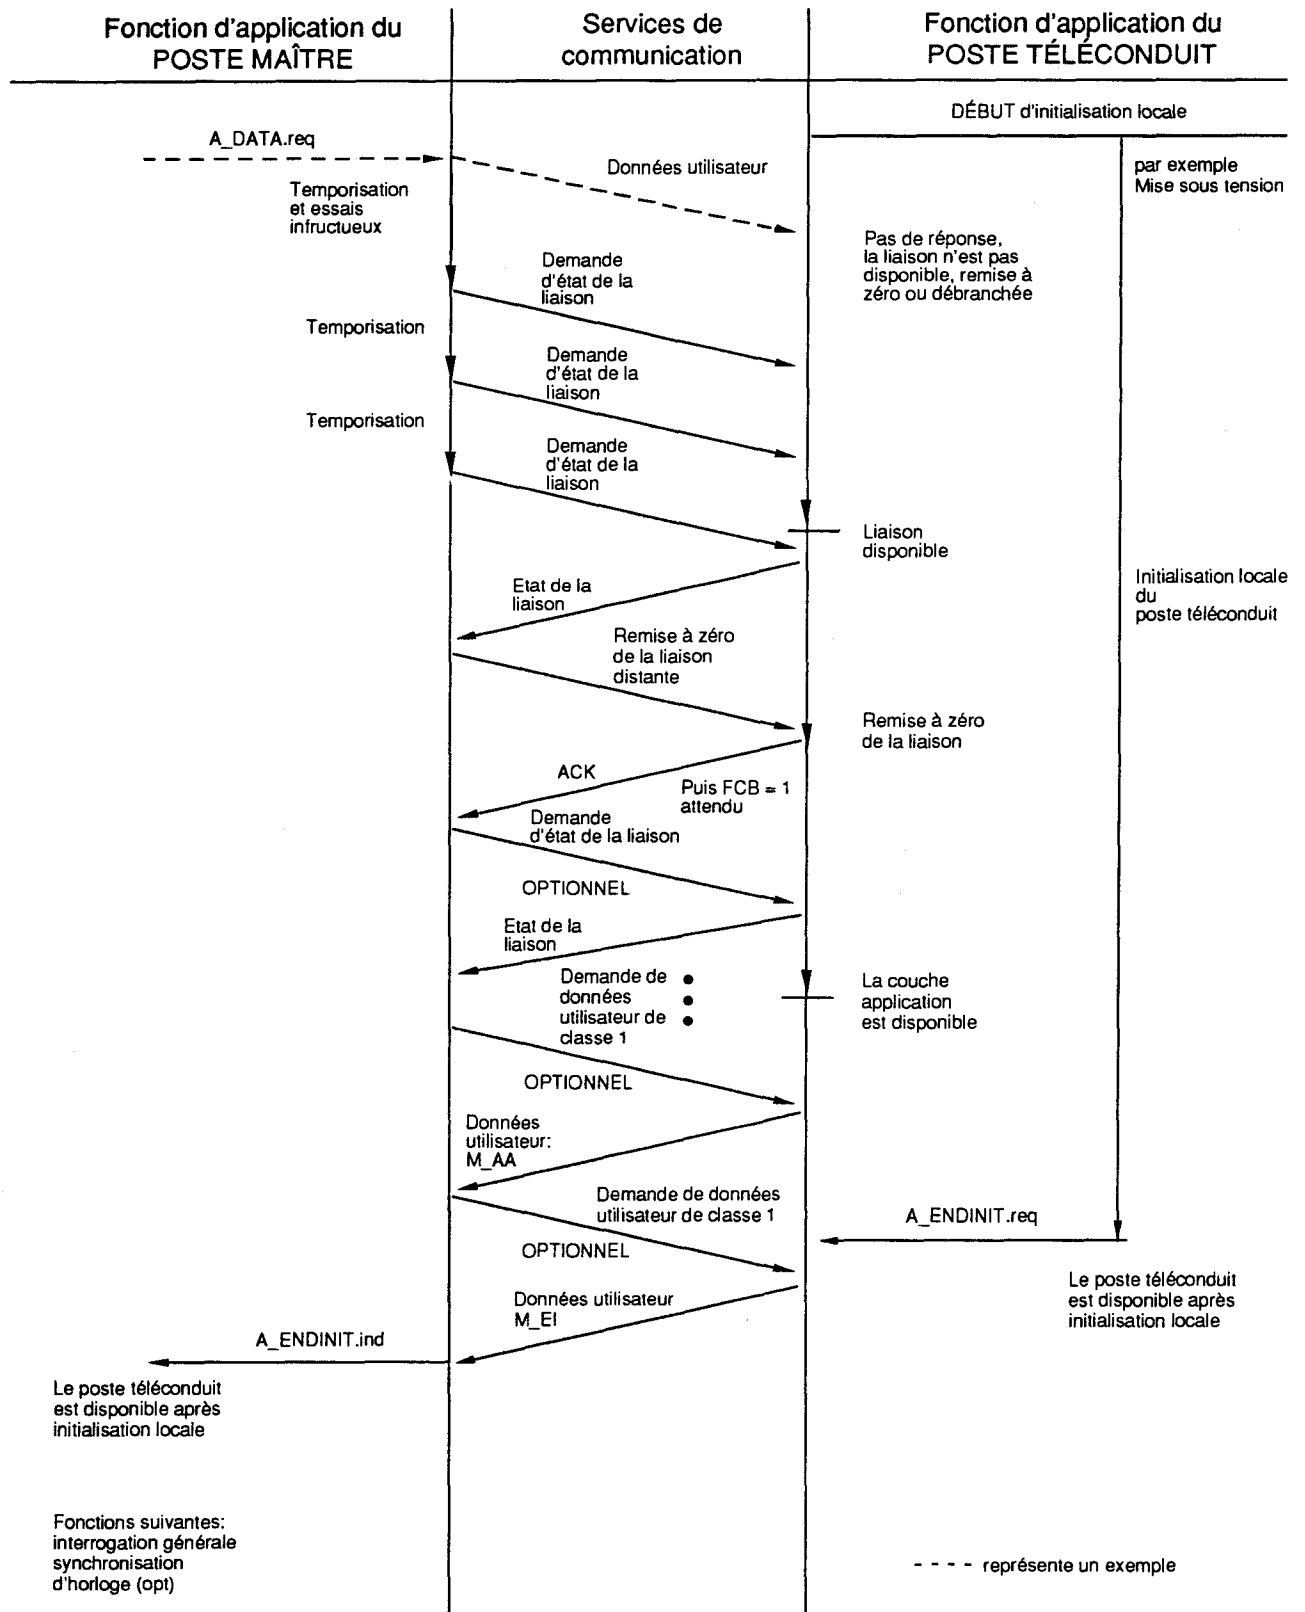 Fonction d'application du
POSTE MAÎTRE
Services de
communication
Fonction d'application du
POSTE TÉLÉCONDUIT
DÉBUT d'initialisation locale
A_DATA.req
Données utilisateur
par exemple
Mise sous tension
Temporisation
et essais
infructueux
Pas de réponse,
la liaison n'est pas
disponible, remise à
zéro ou débranchée
Demande
d'état de la
liaison
Temporisation
Demande
d'état de la
liaison
Temporisation
Demande
d'état de la
liaison
Liaison
disponible
Etat de la
liaison
Initialisation locale
du
poste téléconduit
Remise à zéro
de la liaison
distante
Remise à zéro
de la liaison
ACK
Puis FCB = 1
attendu
Demande
d'état de la liaison
OPTIONNEL
Etat de la
liaison
Demande de
données
utilisateur de
classe 1
La couche
application
est disponible
OPTIONNEL
Données
utilisateur:
M_AA
Demande de données
utilisateur de classe 1
A_ENDINIT.req
OPTIONNEL
Le poste téléconduit
est disponible après
initialisation locale
Données utilisateur
M_EI
A_ENDINIT.ind
Le poste téléconduit
est disponible après
initialisation locale
Fonctions suivantes:
interrogation générale
synchronisation
d'horloge (opt)
- - - - représente un exemple